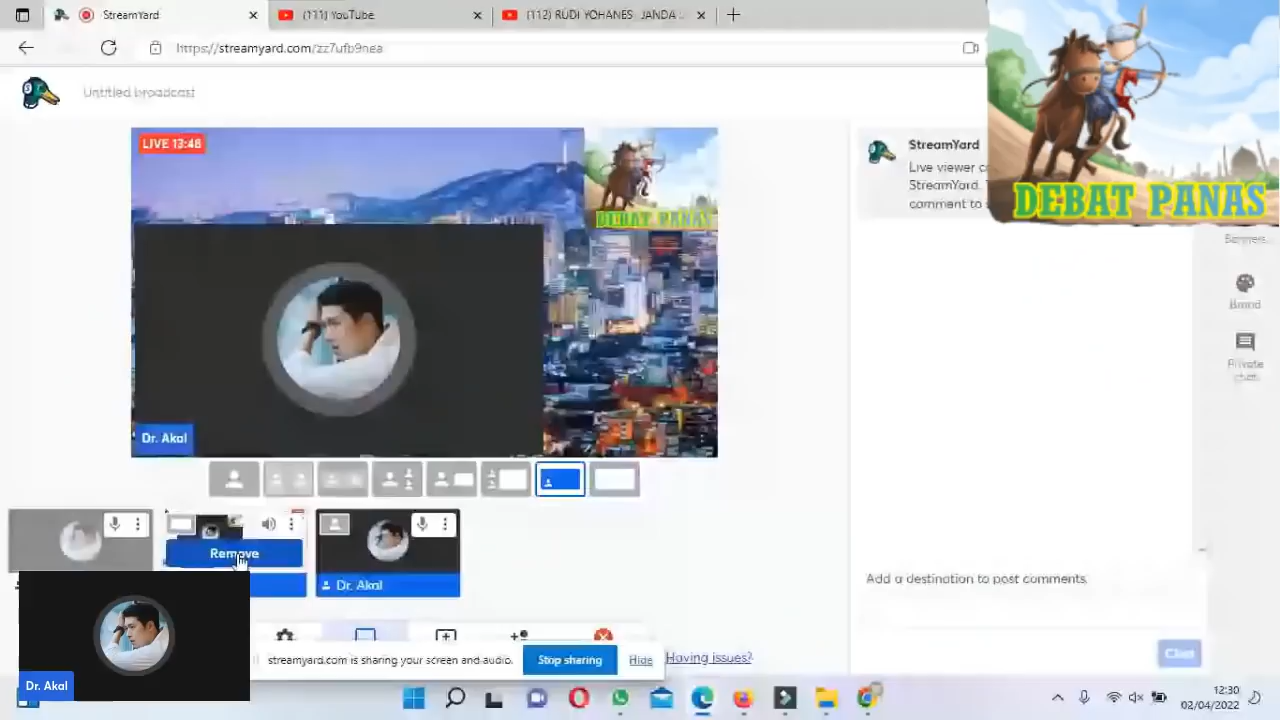 StreamYard
(111) YouTube
(112) RUDI YOHANES: JANDA
https://streamyard.com/zz7ufb9nea
Untitled broadcast
LIVE 13:48
DEBAT PANAS
Dr. Akal
StreamYard
Live viewer
StreamYard.
comment to
DEBAT PANAS
Banners
Brand
Private
chat
Remove
Dr. Akal
Add a destination to post comments.
Chat
streamyard.com is sharing your screen and audio.
Stop sharing
Hide
Having issues?
Dr. Akal
12:30
02/04/2022